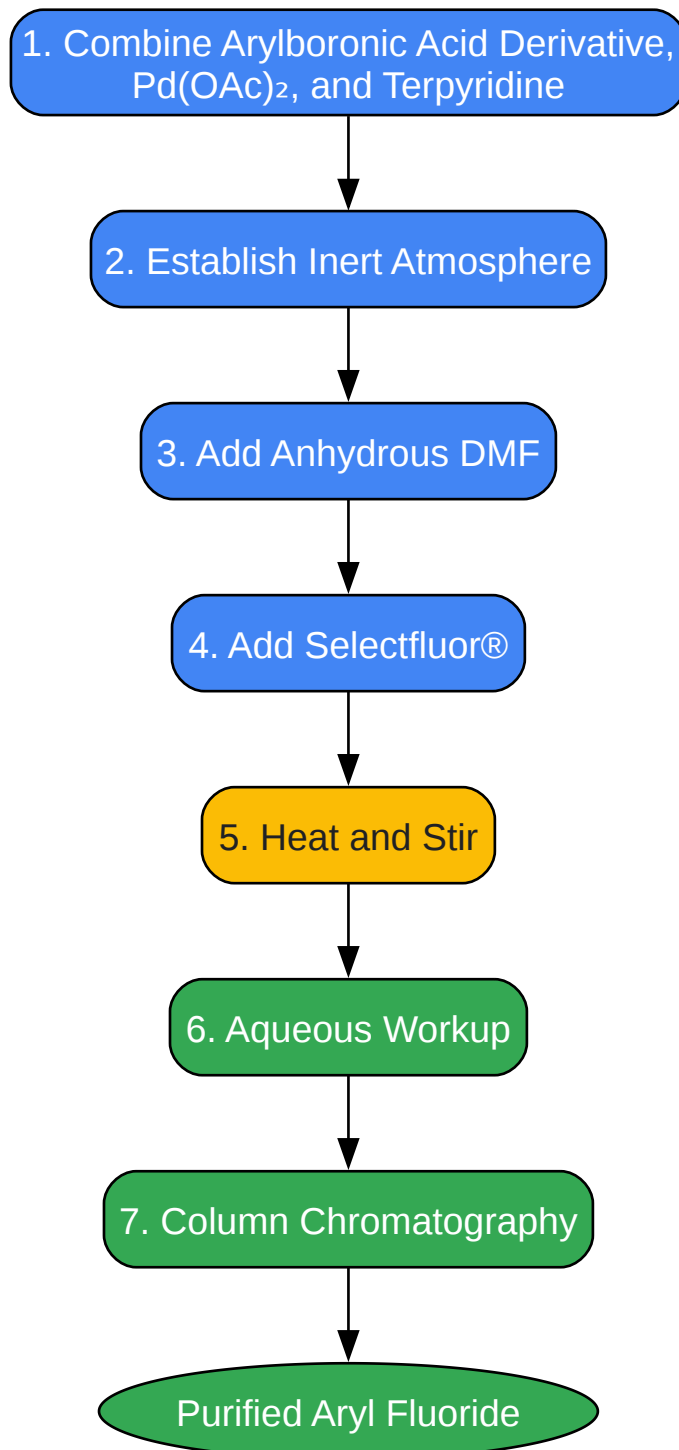 1. Combine Arylboronic Acid Derivative,
Pd(OAc)₂, and Terpyridine
2. Establish Inert Atmosphere
3. Add Anhydrous DMF
4. Add Selectfluor®
5. Heat and Stir
6. Aqueous Workup
7. Column Chromatography
Purified Aryl Fluoride